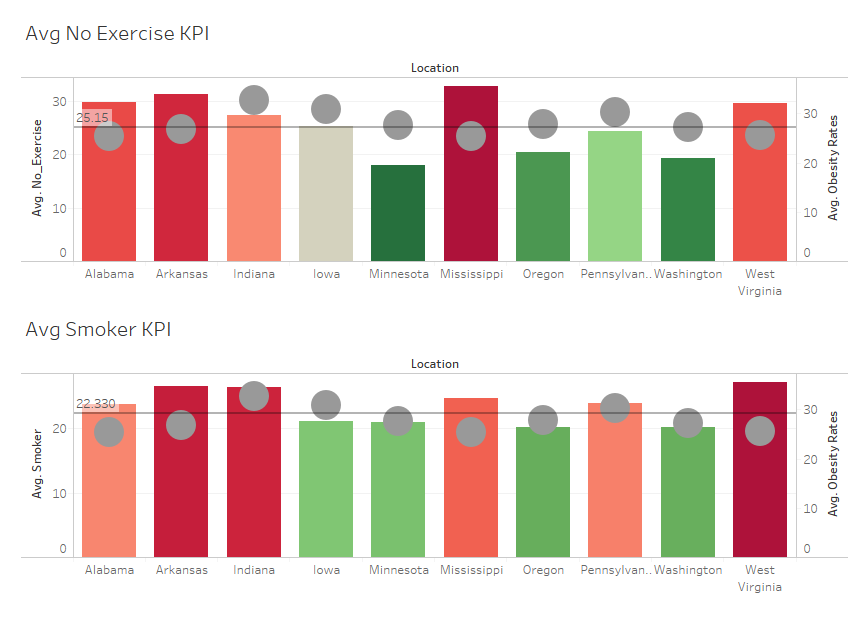 Avg No Exercise KPI
Location
Avg. No_Exercise
30
20
10
0
25.15
30
20
10
0
Avg. Obesity Rates
Alabama Arkansas Indiana Iowa Minnesota Mississippi Oregon Pennsylvan.. Washington West Virginia
Avg Smoker KPI
Location
Avg. Smoker
20
10
0
22.330
30
20
10
0
Avg. Obesity Rates
Alabama Arkansas Indiana Iowa Minnesota Mississippi Oregon Pennsylvan.. Washington West Virginia